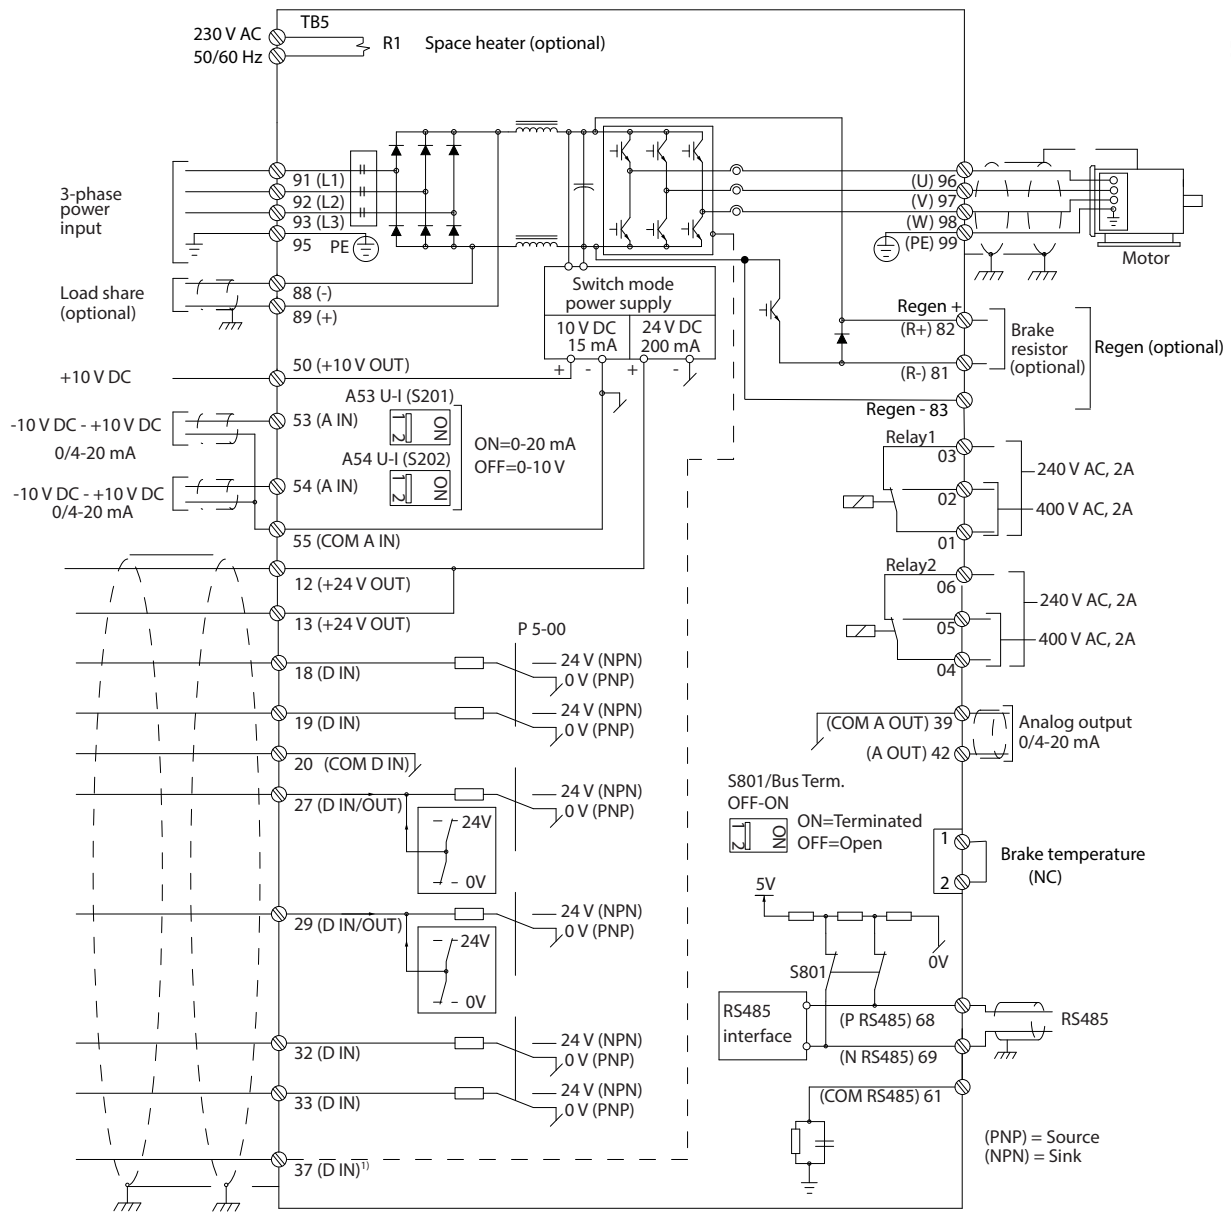 TB5
230 V AC
50/60 Hz
R1
Space heater (optional)
3-phase
power
input
91 (L1)
92 (L2)
93 (L3)
95
PE
(U) 96
(V) 97
(W) 98
(PE) 99
Motor
Load share
(optional)
88 (-)
89 (+)
Switch mode
power supply
10 V DC
15 mA
24 V DC
200 mA
+
-
+
-
Regen +
(R+) 82
Brake
resistor
(optional)
Regen (optional)
(R-) 81
Regen - 83
+10 V DC
50 (+10 V OUT)
A53 U-I (S201)
1 2
ON
-10 V DC - +10 V DC
0/4-20 mA
53 (A IN)
ON=0-20 mA
OFF=0-10 V
A54 U-I (S202)
1 2
ON
-10 V DC - +10 V DC
0/4-20 mA
54 (A IN)
55 (COM A IN)
Relay1
03
02
01
240 V AC, 2A
400 V AC, 2A
12 (+24 V OUT)
13 (+24 V OUT)
Relay2
06
05
04
240 V AC, 2A
400 V AC, 2A
P 5-00
18 (D IN)
24 V (NPN)
0 V (PNP)
19 (D IN)
24 V (NPN)
0 V (PNP)
20 (COM D IN)
27 (D IN/OUT)
24 V (NPN)
0 V (PNP)
24V
0V
29 (D IN/OUT)
24 V (NPN)
0 V (PNP)
24V
0V
32 (D IN)
24 V (NPN)
0 V (PNP)
33 (D IN)
24 V (NPN)
0 V (PNP)
37 (D IN)1)
(COM A OUT) 39
(A OUT) 42
Analog output
0/4-20 mA
S801/Bus Term.
OFF-ON
1 2
ON
ON=Terminated
OFF=Open
1
2
Brake temperature
(NC)
5V
0V
S801
RS485
interface
(P RS485) 68
(N RS485) 69
RS485
(COM RS485) 61
(PNP) = Source
(NPN) = Sink